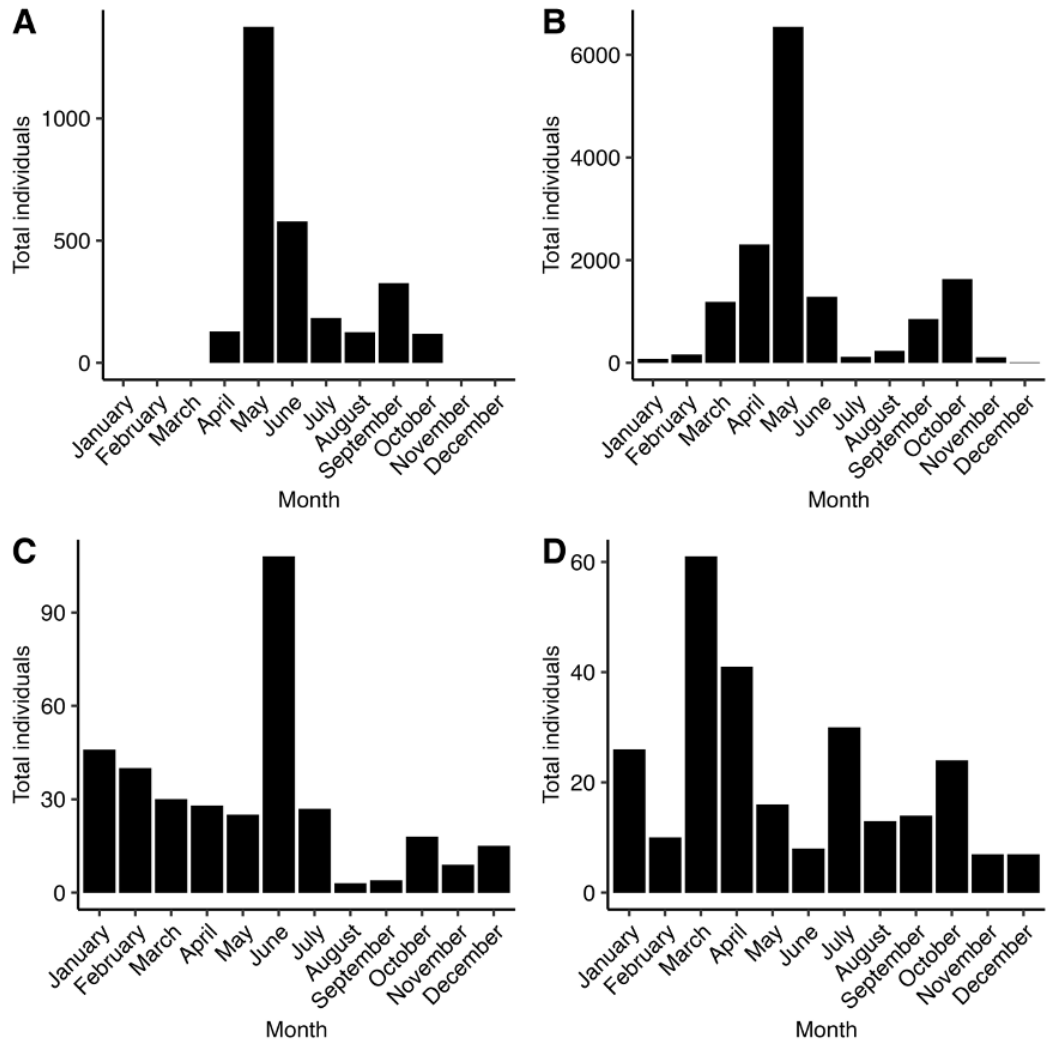 A
Total individuals
1000
500
0
January
February
March
April
May
June
July
August
September
October
November
December
Month
B
Total individuals
6000
4000
2000
0
January
February
March
April
May
June
July
August
September
October
November
December
Month
C
Total individuals
90
60
30
0
January
February
March
April
May
June
July
August
September
October
November
December
Month
D
Total individuals
60
40
20
0
January
February
March
April
May
June
July
August
September
October
November
December
Month